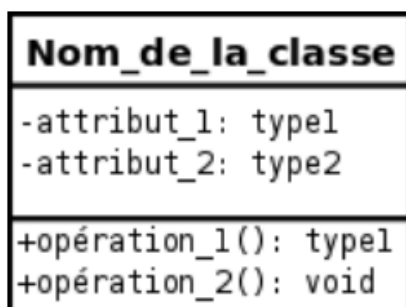 Nom_de_la_classe
-attribut_1: type1
-attribut_2: type2
+opération_1(): type1
+opération_2(): void